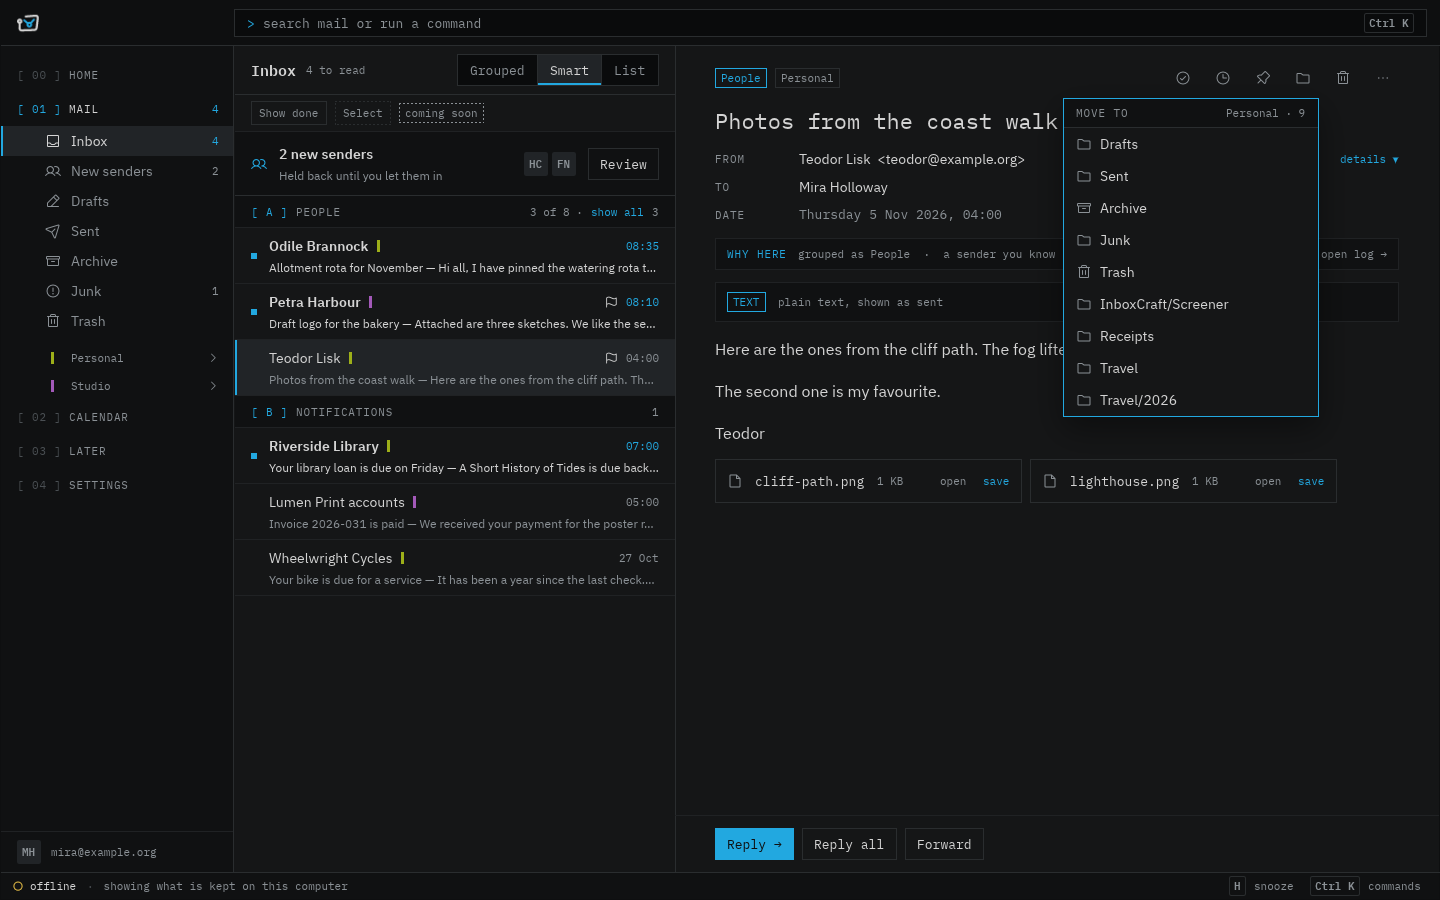 > search mail or run a command
Ctrl K
[ 00 ] HOME
[ 01 ] MAIL 4
Inbox 4
New senders 2
Drafts
Sent
Archive
Junk 1
Trash
Personal
Studio
[ 02 ] CALENDAR
[ 03 ] LATER
[ 04 ] SETTINGS
MH mira@example.org
Inbox 4 to read
Grouped Smart List
Show done Select coming soon
2 new senders
Held back until you let them in
HC FN Review
[ A ] PEOPLE 3 of 8 · show all 3
Odile Brannock 08:35
Allotment rota for November — Hi all, I have pinned the watering rota t...
Petra Harbour 08:10
Draft logo for the bakery — Attached are three sketches. We like the se...
Teodor Lisk 04:00
Photos from the coast walk — Here are the ones from the cliff path. Th...
[ B ] NOTIFICATIONS 1
Riverside Library 07:00
Your library loan is due on Friday — A Short History of Tides is due back...
Lumen Print accounts 05:00
Invoice 2026-031 is paid — We received your payment for the poster r...
Wheelwright Cycles 27 Oct
Your bike is due for a service — It has been a year since the last check....
People Personal
Photos from the coast walk
FROM Teodor Lisk <teodor@example.org> details ▾
TO Mira Holloway
DATE Thursday 5 Nov 2026, 04:00
WHY HERE grouped as People · a sender you know open log →
TEXT plain text, shown as sent
Here are the ones from the cliff path. The fog lifte
The second one is my favourite.
Teodor
cliff-path.png 1 KB open save
lighthouse.png 1 KB open save
MOVE TO Personal · 9
Drafts
Sent
Archive
Junk
Trash
InboxCraft/Screener
Receipts
Travel
Travel/2026
Reply → Reply all Forward
offline · showing what is kept on this computer
H snooze Ctrl K commands